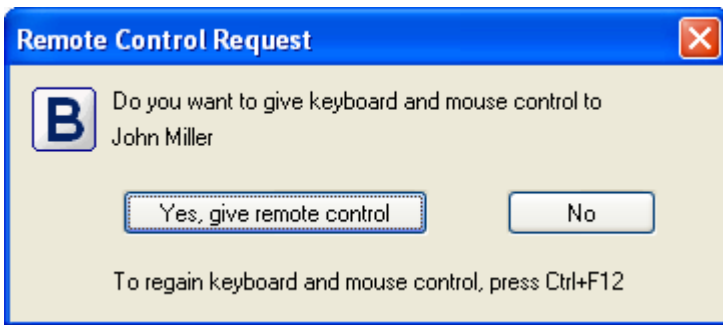 Remote Control Request
B
Do you want to give keyboard and mouse control to
John Miller
Yes, give remote control
No
To regain keyboard and mouse control, press Ctrl+F12